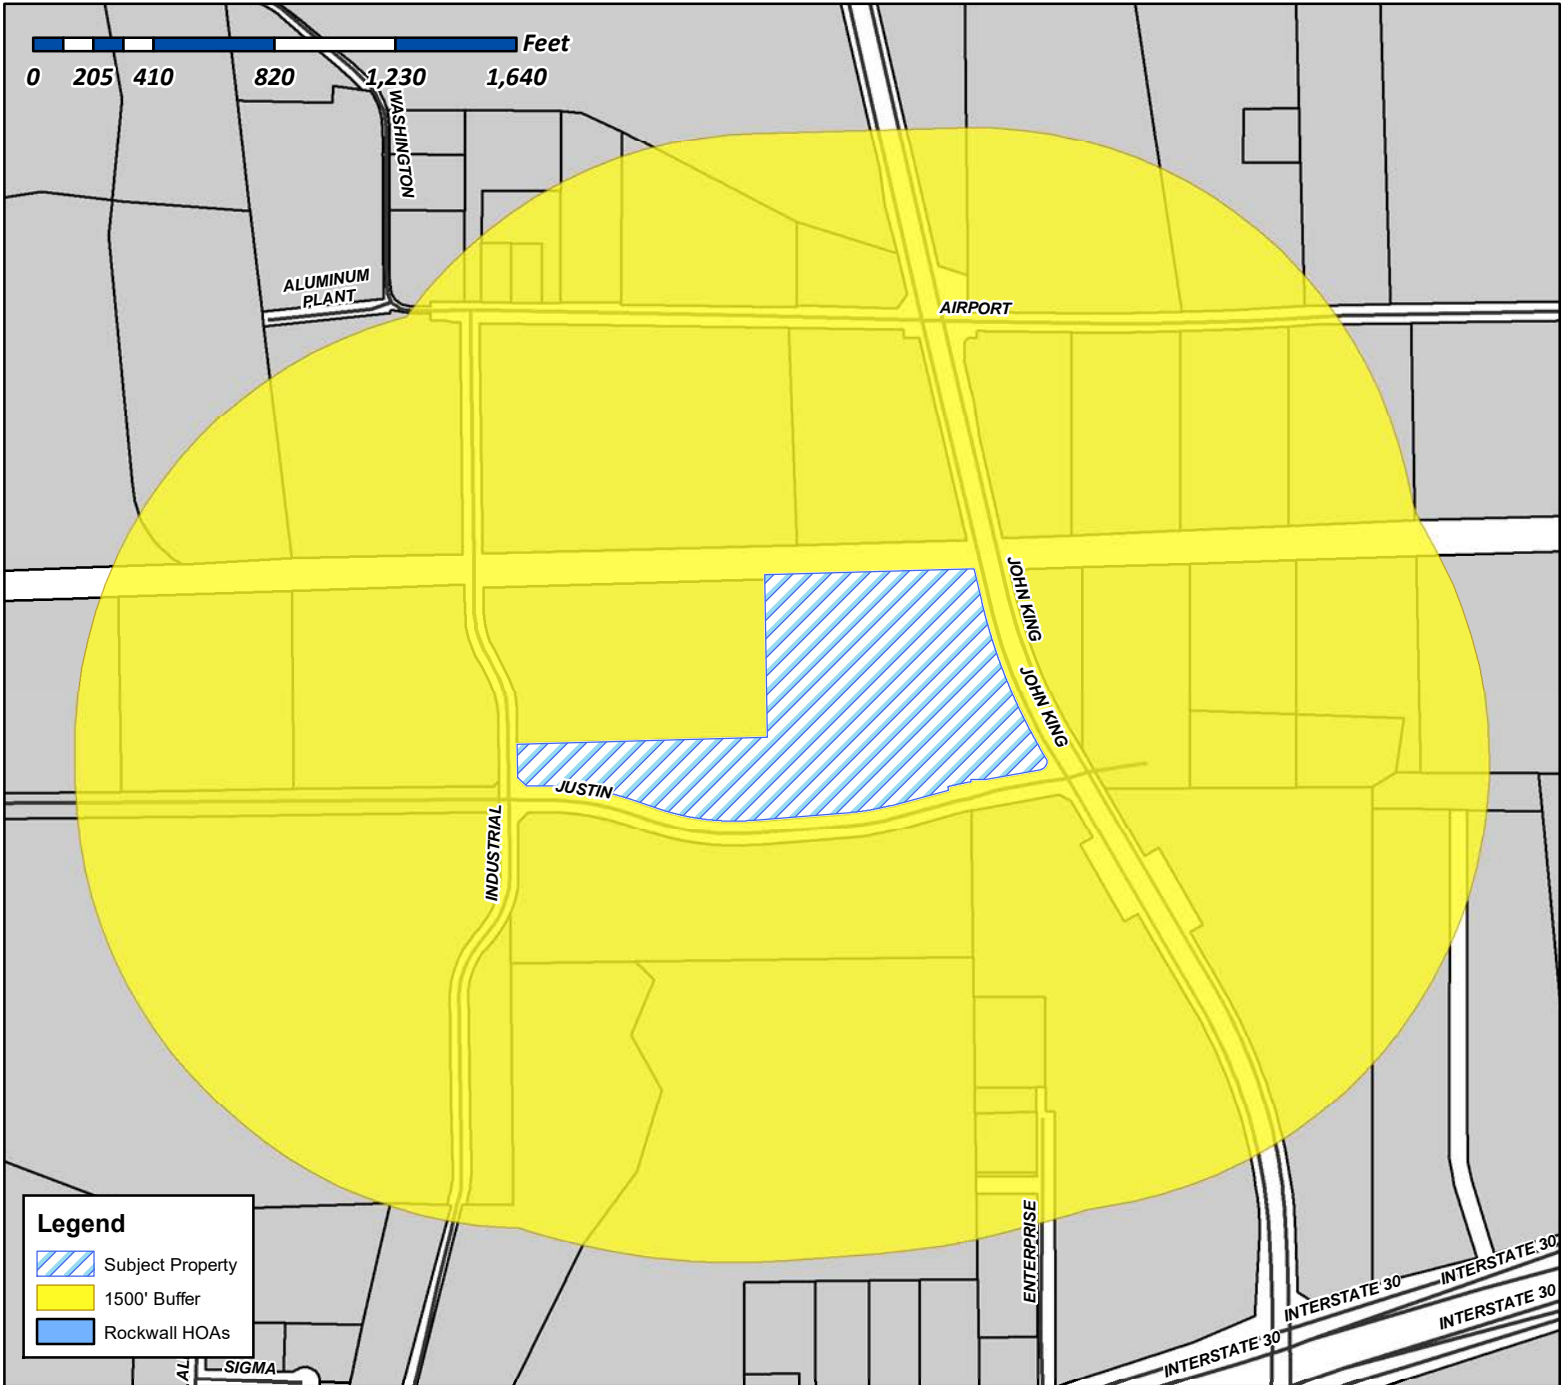 Feet
0 205 410 820 1,230 1,640
WASHINGTON
ALUMINUM
PLANT
AIRPORT
JOHN KING
JOHN KING
JUSTIN
INDUSTRIAL
ENTERPRISE
INTERSTATE 30
INTERSTATE 30
INTERSTATE 30
INTERSTATE 30
Legend
Subject Property
1500' Buffer
Rockwall HOAs
AL
SIGMA